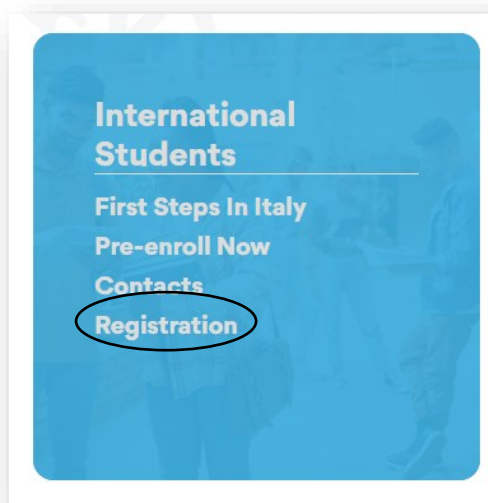 International
Students
First Steps In Italy
Pre-enroll Now
Contacts
Registration